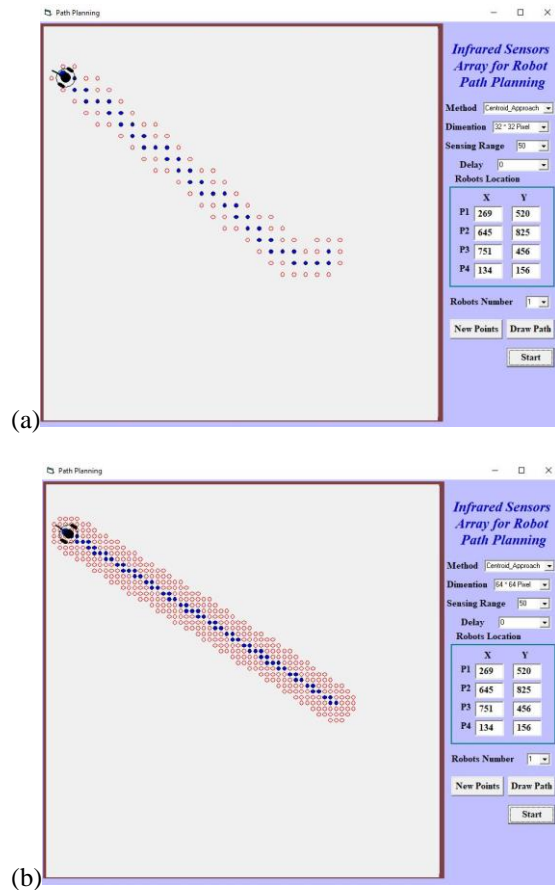 Path Planning
Infrared Sensors
Array for Robot
Path Planning
Method Centroid_Approach
Dimention 32 * 32 Pixel
Sensing Range 50
Delay 0
Robots Location
X Y
P1 269 520
P2 645 825
P3 751 456
P4 134 156
Robots Number 1
New Points Draw Path
Start
(a)
Path Planning
Infrared Sensors
Array for Robot
Path Planning
Method Centroid_Approach
Dimention 64 * 64 Pixel
Sensing Range 50
Delay 0
Robots Location
X Y
P1 269 520
P2 645 825
P3 751 456
P4 134 156
Robots Number 1
New Points Draw Path
Start
(b)